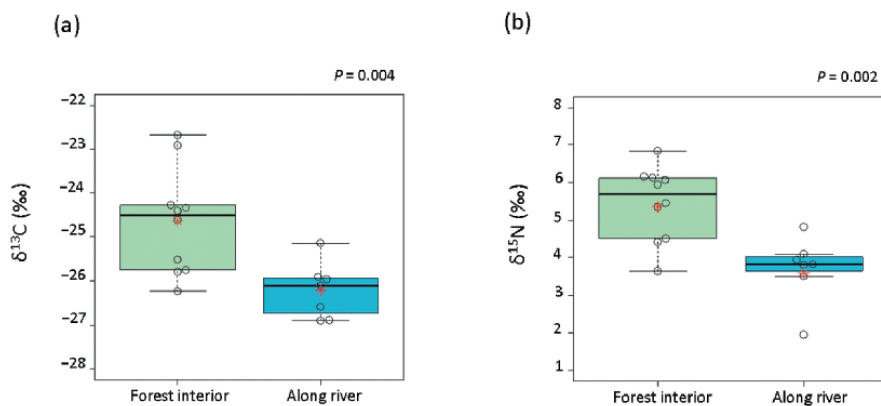 (a)
P = 0.004
−22
−23
−24
−25
−26
−27
−28
δ¹³C (‰)
Forest interior
Along river
(b)
P = 0.002
8
7
6
5
4
3
2
1
δ¹⁵N (‰)
Forest interior
Along river